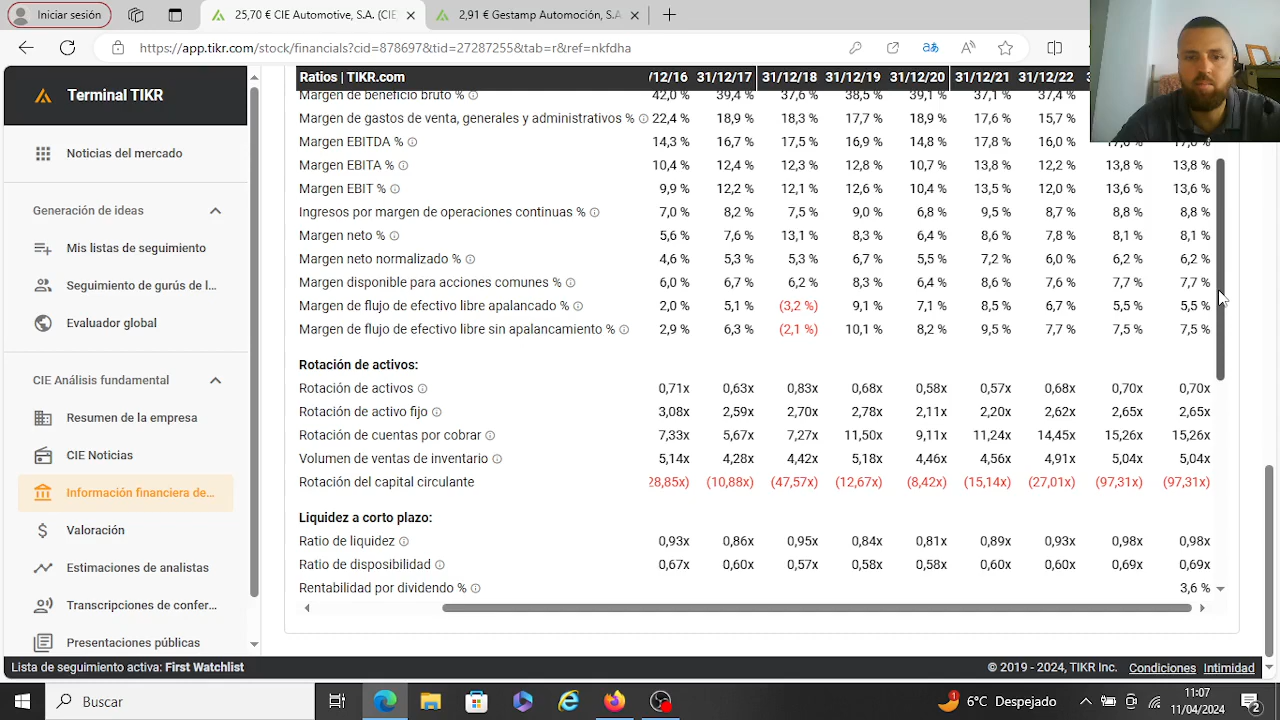 Iniciar sesión
25,70 € CIE Automotive, S.A. (CIE
2,91 € Gestamp Automoción, S.A
https://app.tikr.com/stock/financials?cid=878697&tid=27287255&tab=r&ref=nkfdha
Terminal TIKR
Noticias del mercado
Generación de ideas
Mis listas de seguimiento
Seguimiento de gurús de l...
Evaluador global
CIE Análisis fundamental
Resumen de la empresa
CIE Noticias
Información financiera de...
Valoración
Estimaciones de analistas
Transcripciones de confer...
Presentaciones públicas
Ratios | TIKR.com /12/16 31/12/17 31/12/18 31/12/19 31/12/20 31/12/21 31/12/22
Margen de beneficio bruto % 42,0 % 39,4 % 37,6 % 38,5 % 39,1 % 37,1 % 37,4 %
Margen de gastos de venta, generales y administrativos % 22,4 % 18,9 % 18,3 % 17,7 % 18,9 % 17,6 % 15,7 %
Margen EBITDA % 14,3 % 16,7 % 17,5 % 16,9 % 14,8 % 17,8 % 16,0 %
Margen EBITA % 10,4 % 12,4 % 12,3 % 12,8 % 10,7 % 13,8 % 12,2 % 13,8 % 13,8 %
Margen EBIT % 9,9 % 12,2 % 12,1 % 12,6 % 10,4 % 13,5 % 12,0 % 13,6 % 13,6 %
Ingresos por margen de operaciones continuas % 7,0 % 8,2 % 7,5 % 9,0 % 6,8 % 9,5 % 8,7 % 8,8 % 8,8 %
Margen neto % 5,6 % 7,6 % 13,1 % 8,3 % 6,4 % 8,6 % 7,8 % 8,1 % 8,1 %
Margen neto normalizado % 4,6 % 5,3 % 5,3 % 6,7 % 5,5 % 7,2 % 6,0 % 6,2 % 6,2 %
Margen disponible para acciones comunes % 6,0 % 6,7 % 6,2 % 8,3 % 6,4 % 8,6 % 7,6 % 7,7 % 7,7 %
Margen de flujo de efectivo libre apalancado % 2,0 % 5,1 % (3,2 %) 9,1 % 7,1 % 8,5 % 6,7 % 5,5 % 5,5 %
Margen de flujo de efectivo libre sin apalancamiento % 2,9 % 6,3 % (2,1 %) 10,1 % 8,2 % 9,5 % 7,7 % 7,5 % 7,5 %
Rotación de activos:
Rotación de activos 0,71x 0,63x 0,83x 0,68x 0,58x 0,57x 0,68x 0,70x 0,70x
Rotación de activo fijo 3,08x 2,59x 2,70x 2,78x 2,11x 2,20x 2,62x 2,65x 2,65x
Rotación de cuentas por cobrar 7,33x 5,67x 7,27x 11,50x 9,11x 11,24x 14,45x 15,26x 15,26x
Volumen de ventas de inventario 5,14x 4,28x 4,42x 5,18x 4,46x 4,56x 4,91x 5,04x 5,04x
Rotación del capital circulante 28,85x) (10,88x) (47,57x) (12,67x) (8,42x) (15,14x) (27,01x) (97,31x) (97,31x)
Liquidez a corto plazo:
Ratio de liquidez 0,93x 0,86x 0,95x 0,84x 0,81x 0,89x 0,93x 0,98x 0,98x
Ratio de disponibilidad 0,67x 0,60x 0,57x 0,58x 0,58x 0,60x 0,60x 0,69x 0,69x
Rentabilidad por dividendo % 3,6 %
Lista de seguimiento activa: First Watchlist
© 2019 - 2024, TIKR Inc. Condiciones Intimidad
Buscar
1
6°C Despejado
11:07
11/04/2024
2